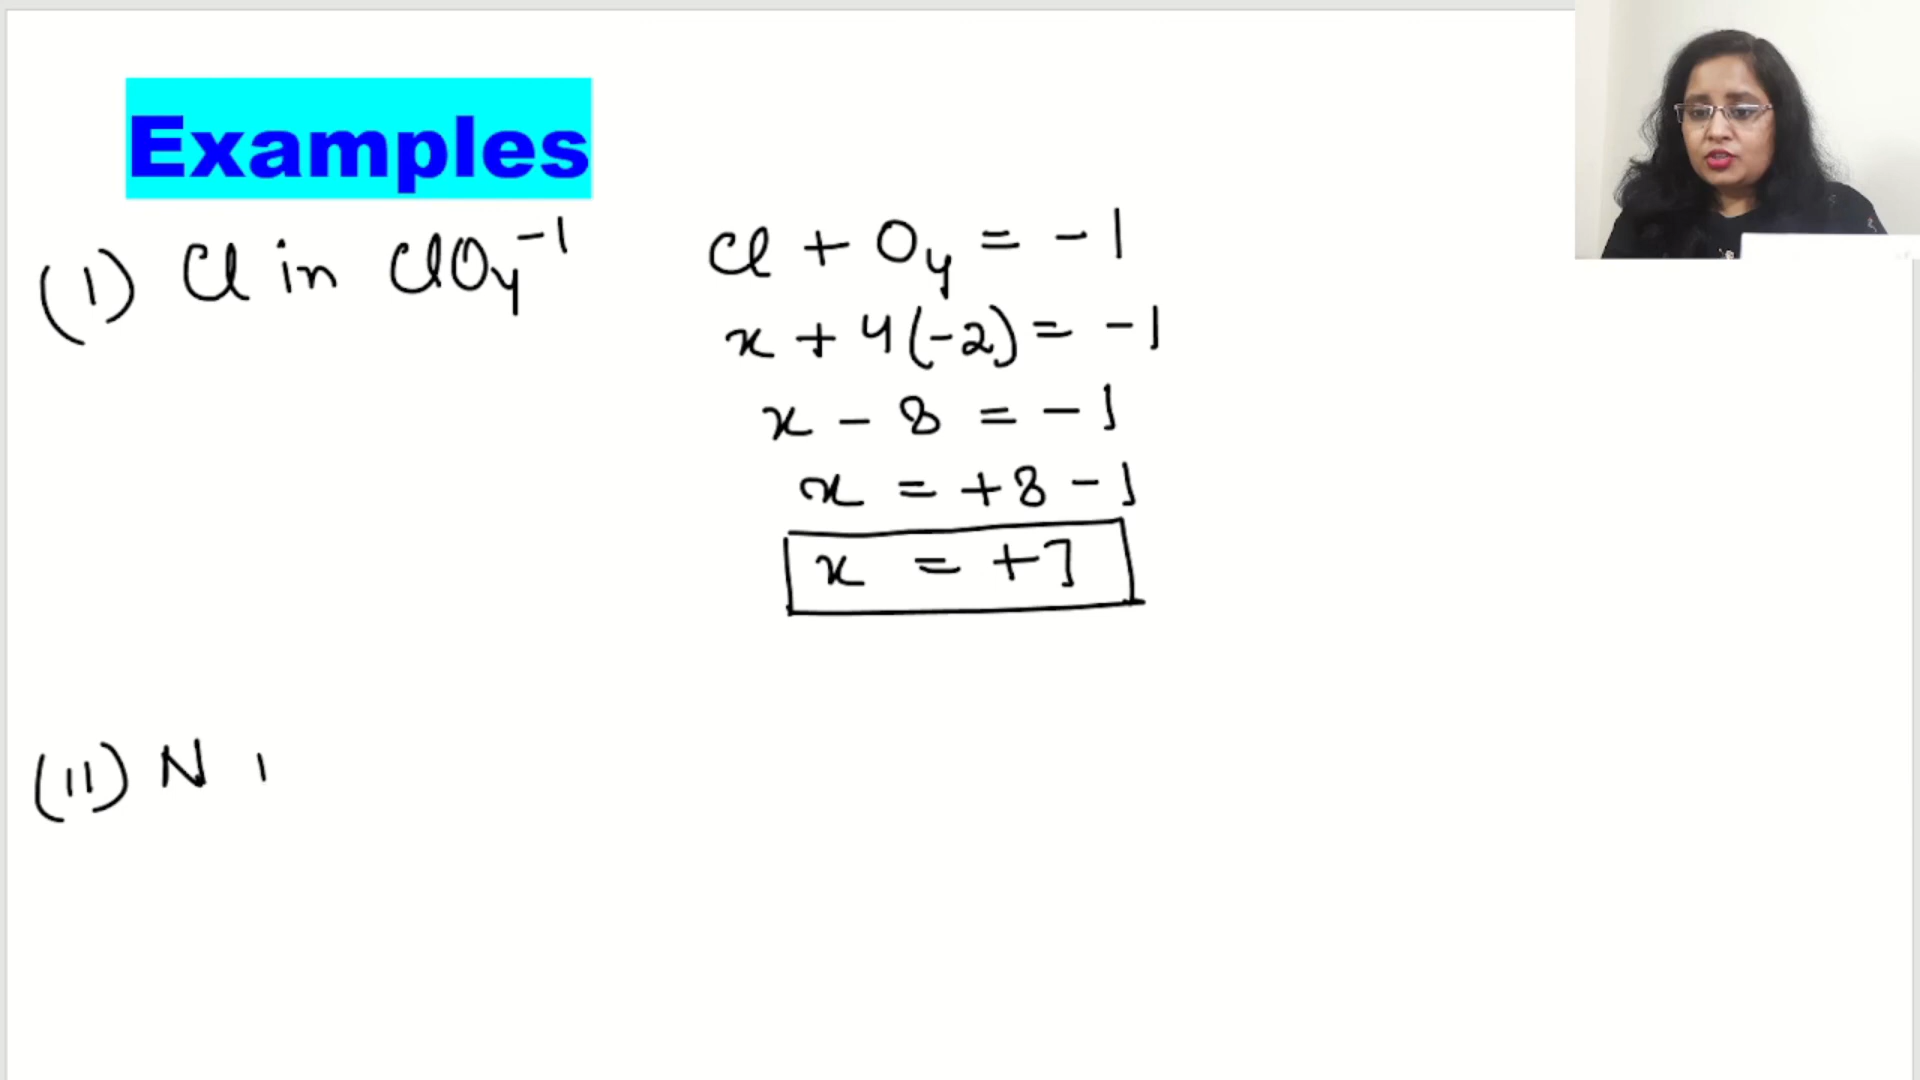 Examples
(I) Cl in ClO₄⁻¹
Cl + O₄ = -1
x + 4(-2) = -1
x - 8 = -1
x = +8 - 1
x = +7
(II) N